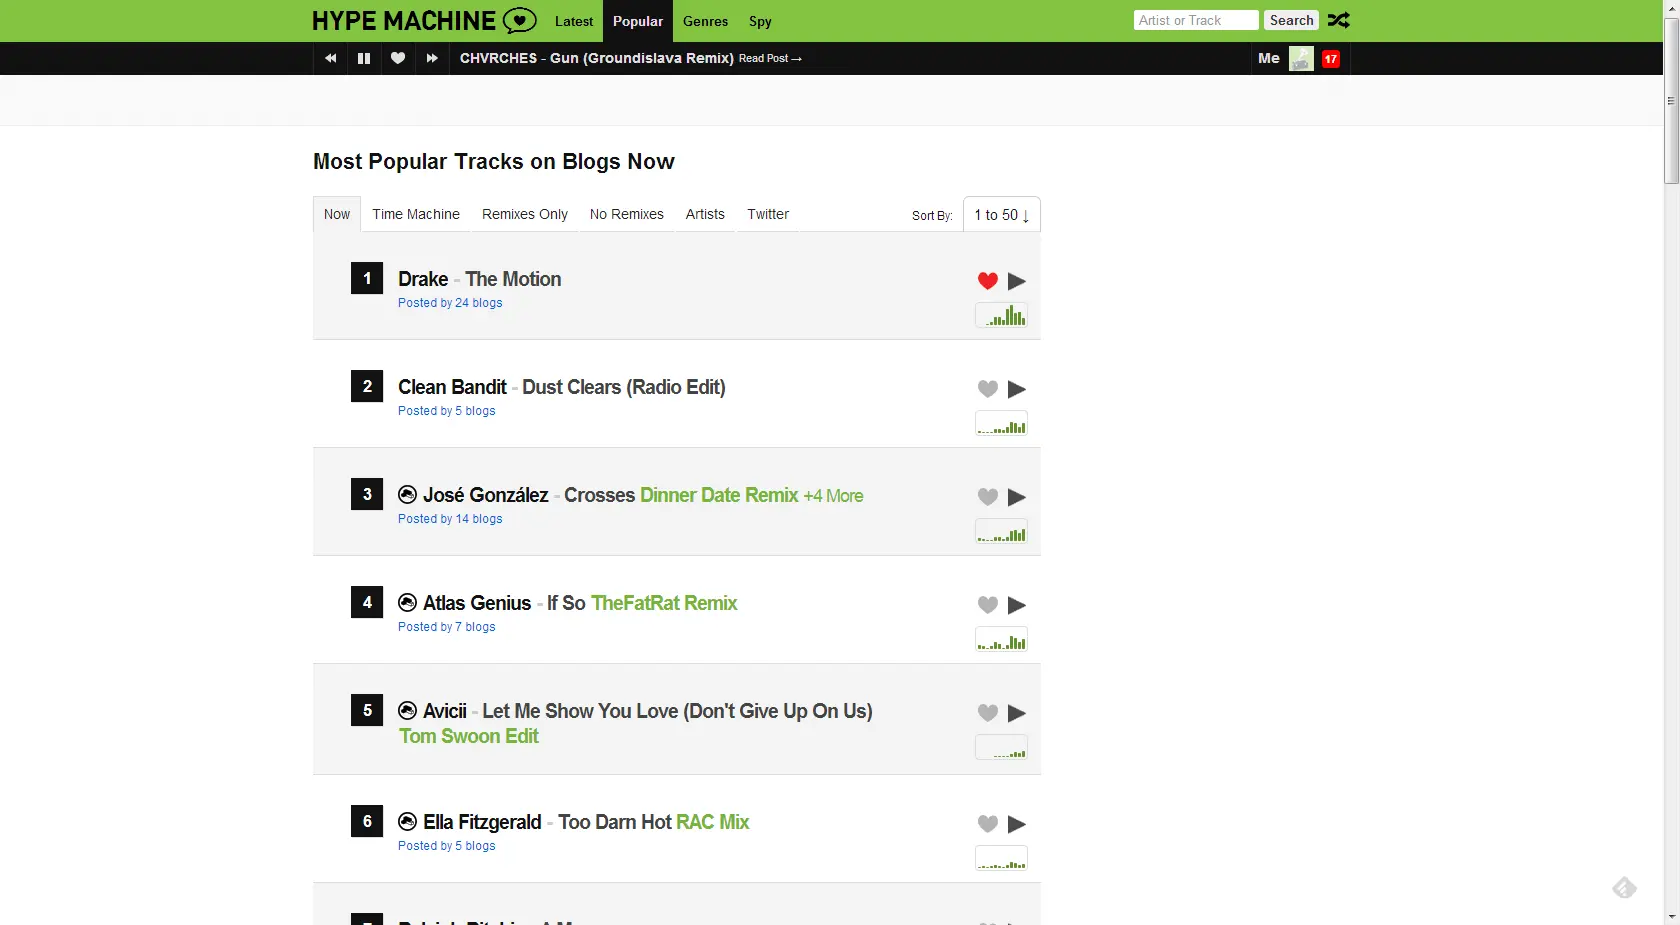 HYPE MACHINE
Latest
Popular
Genres
Spy
Artist or Track
Search
CHVRCHES - Gun (Groundislava Remix) Read Post →
Me
17
Most Popular Tracks on Blogs Now
Now
Time Machine
Remixes Only
No Remixes
Artists
Twitter
Sort By:
1 to 50 ↓
1
Drake - The Motion
Posted by 24 blogs
2
Clean Bandit - Dust Clears (Radio Edit)
Posted by 5 blogs
3
José González - Crosses Dinner Date Remix +4 More
Posted by 14 blogs
4
Atlas Genius - If So TheFatRat Remix
Posted by 7 blogs
5
Avicii - Let Me Show You Love (Don't Give Up On Us)
Tom Swoon Edit
6
Ella Fitzgerald - Too Darn Hot RAC Mix
Posted by 5 blogs